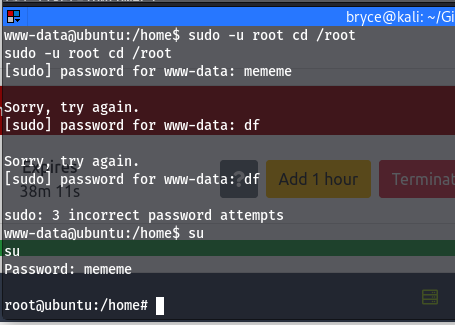 bryce@kali: ~/Gi
www-data@ubuntu:/home$ sudo -u root cd /root
sudo -u root cd /root
[sudo] password for www-data: mememe
Sorry, try again.
[sudo] password for www-data: df
Sorry, try again.
[sudo] password for www-data: df
Expires
38m 11s
?
Add 1 hour
Terminat
sudo: 3 incorrect password attempts
www-data@ubuntu:/home$ su
su
Password: mememe
root@ubuntu:/home#